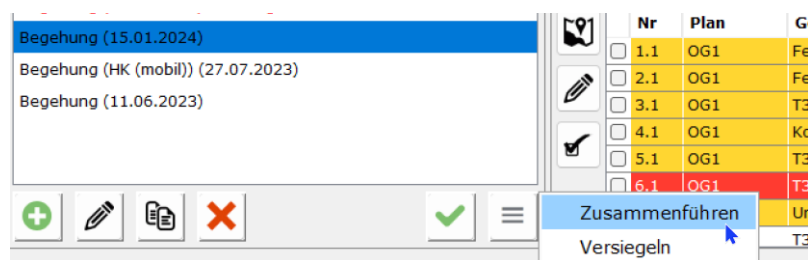 Begehung (15.01.2024)
Begehung (HK (mobil)) (27.07.2023)
Begehung (11.06.2023)
Nr Plan
1.1 OG1
2.1 OG1
3.1 OG1
4.1 OG1
5.1 OG1
6.1 OG1
Zusammenführen
Versiegeln